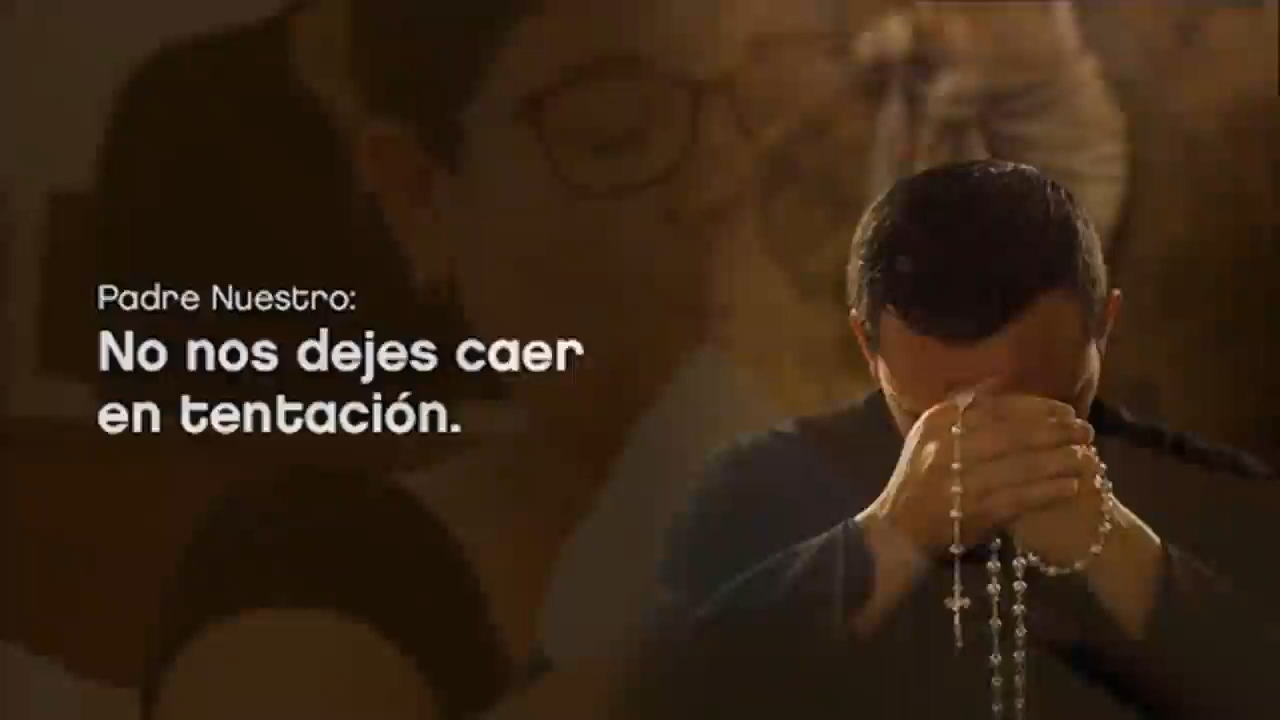 Padre Nuestro:
No nos dejes caer
en tentación.